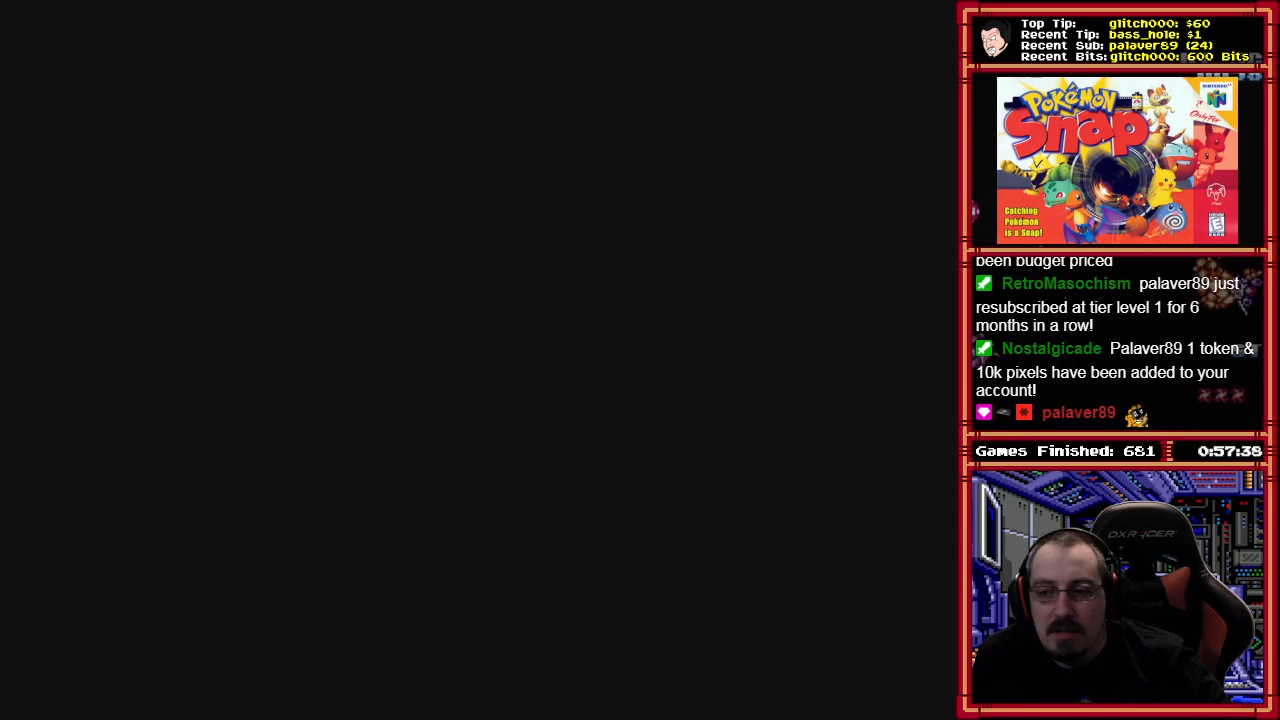 Top Tip: glitch000: $60
Recent Tip: bass_hole: $1
Recent Sub: palaver89 (24)
Recent Bits: glitch000: 600 Bits
POKéMON
Snap
NINTENDO 64
Only For
Catching
Pokémon
is a Snap!
E
been budget priced
RetroMasochism palaver89 just
resubscribed at tier level 1 for 6
months in a row!
Nostalgicade Palaver89 1 token &
10k pixels have been added to your
account!
palaver89
Games Finished: 681
0:57:38
DXRACER